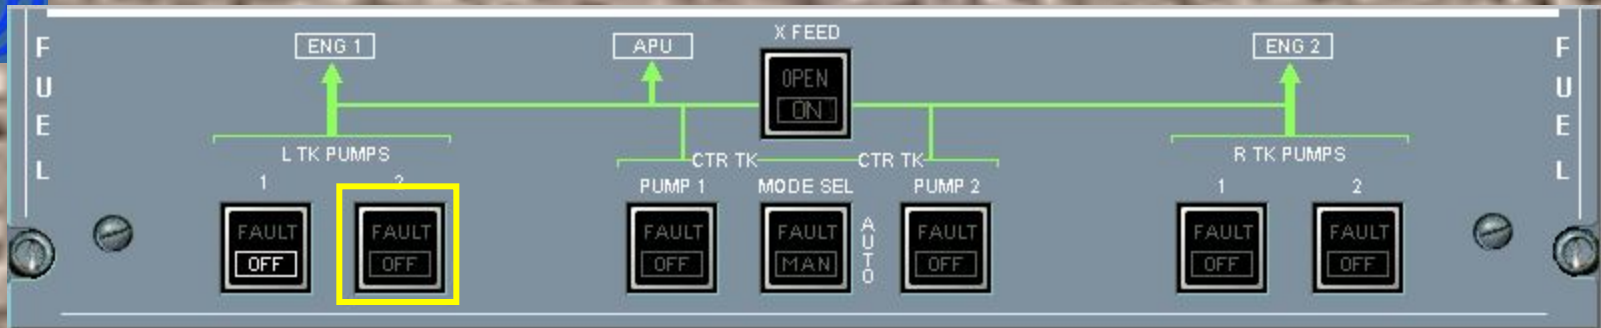 FUEL
ENG 1
APU
X FEED
OPEN
ON
ENG 2
FUEL
L TK PUMPS
CTR TK
CTR TK
R TK PUMPS
1
2
PUMP 1
MODE SEL
PUMP 2
1
2
FAULT
OFF
FAULT
OFF
FAULT
OFF
FAULT
MAN
AUTO
FAULT
OFF
FAULT
OFF
FAULT
OFF